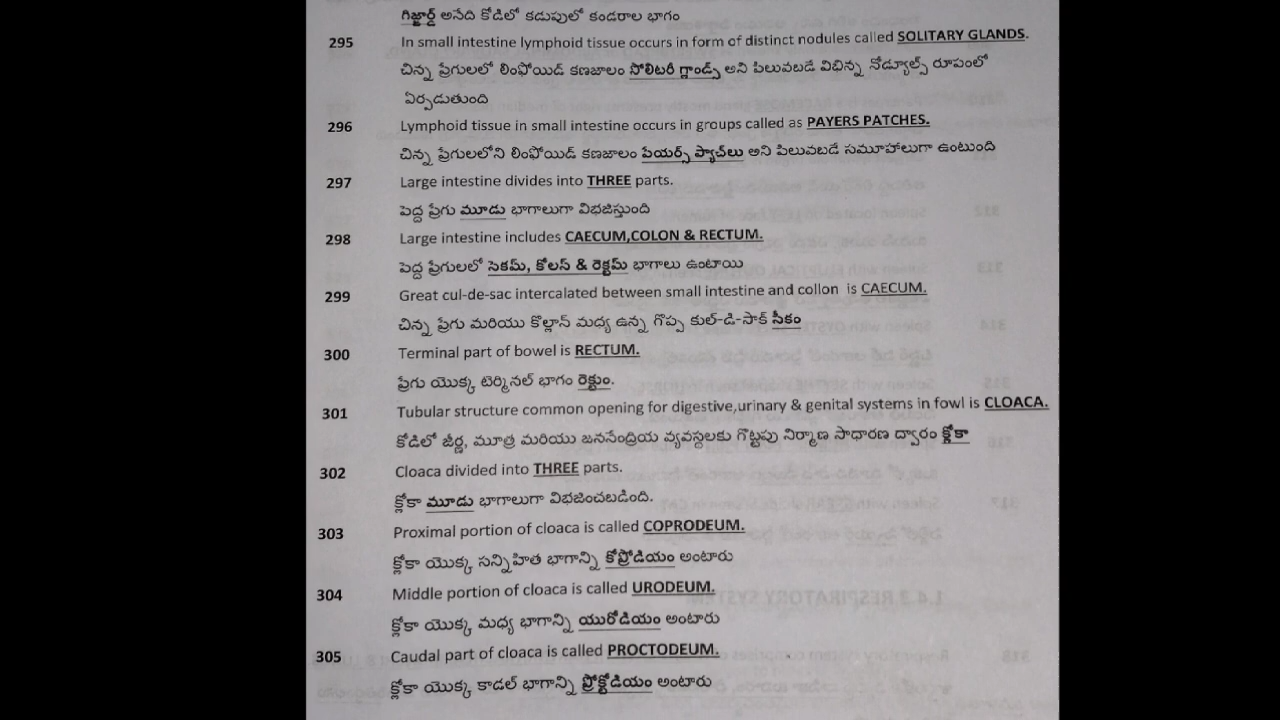 గిజ్జార్డ్ అనేది కోడిలో కడుపులో కండరాల భాగం
295 In small intestine lymphoid tissue occurs in form of distinct nodules called SOLITARY GLANDS.
చిన్న ప్రేగులలో లింఫోయిడ్ కణజాలం సోలిటరీ గ్లాండ్స్ అని పిలువబడే విచిన్న నోడ్యూల్స్ రూపంలో
ఏర్పడుతుంది
296 Lymphoid tissue in small intestine occurs in groups called as PAYERS PATCHES.
చిన్న ప్రేగులలోని లింఫోయిడ్ కణజాలం పేయర్స్ ప్యాచ్‌లు అని పిలువబడే సమూహాలుగా ఉంటుంది
297 Large intestine divides into THREE parts.
పెద్ద ప్రేగు మూడు భాగాలుగా విభజిస్తుంది
298 Large intestine includes CAECUM,COLON & RECTUM.
పెద్ద ప్రేగులలో సెకమ్, కోలన్ & రెక్టమ్ భాగాలు ఉంటాయి
299 Great cul-de-sac intercalated between small intestine and collon is CAECUM.
చిన్న ప్రేగు మరియు కొల్లాన్ మధ్య ఉన్న గొప్ప కుల్-డి-సాక్ సీకం
300 Terminal part of bowel is RECTUM.
ప్రేగు యొక్క టెర్మినల్ భాగం రెక్టుం.
301 Tubular structure common opening for digestive,urinary & genital systems in fowl is CLOACA.
కోడిలో జీర్ణ, మూత్ర మరియు జననేంద్రియ వ్యవస్థలకు గొట్టపు నిర్మాణ సాధారణ ద్వారం క్లోకా
302 Cloaca divided into THREE parts.
క్లోకా మూడు భాగాలుగా విభజించబడింది.
303 Proximal portion of cloaca is called COPRODEUM.
క్లోకా యొక్క సన్నిహిత భాగాన్ని కోప్రోడియం అంటారు
304 Middle portion of cloaca is called URODEUM.
క్లోకా యొక్క మధ్య భాగాన్ని యురోడియం అంటారు
305 Caudal part of cloaca is called PROCTODEUM.
క్లోకా యొక్క కాడల్ భాగాన్ని ప్రోక్టోడియం అంటారు